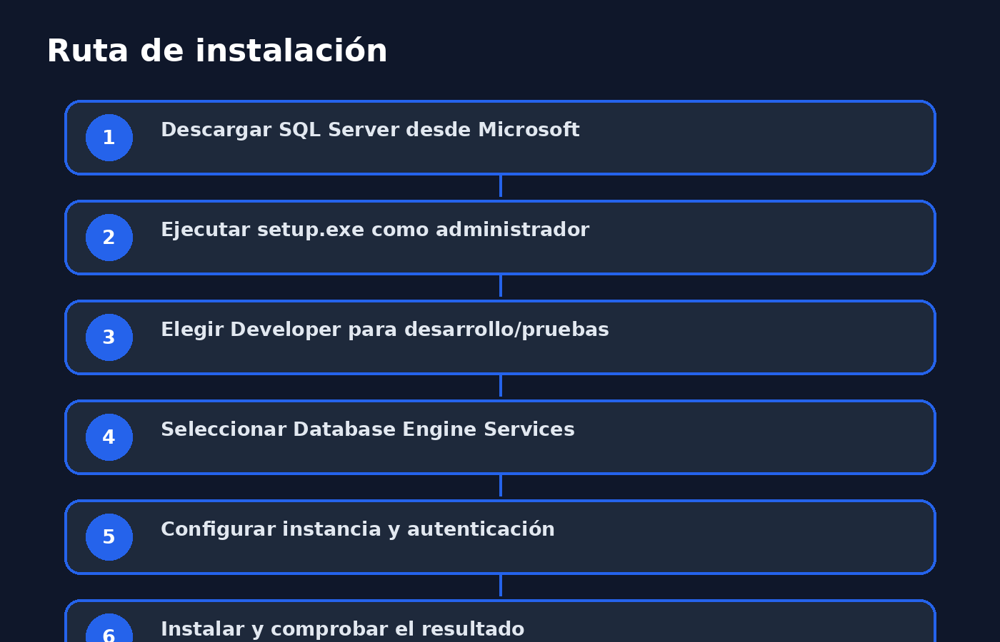 Ruta de instalación
1 Descargar SQL Server desde Microsoft
2 Ejecutar setup.exe como administrador
3 Elegir Developer para desarrollo/pruebas
4 Seleccionar Database Engine Services
5 Configurar instancia y autenticación
6 Instalar y comprobar el resultado